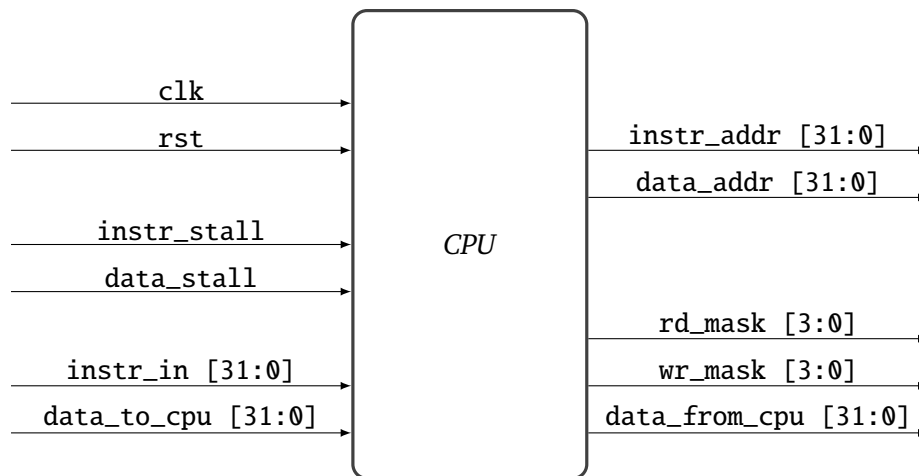 clk
rst
instr_addr [31:0]
data_addr [31:0]
instr_stall
data_stall
CPU
rd_mask [3:0]
instr_in [31:0]
wr_mask [3:0]
data_to_cpu [31:0]
data_from_cpu [31:0]